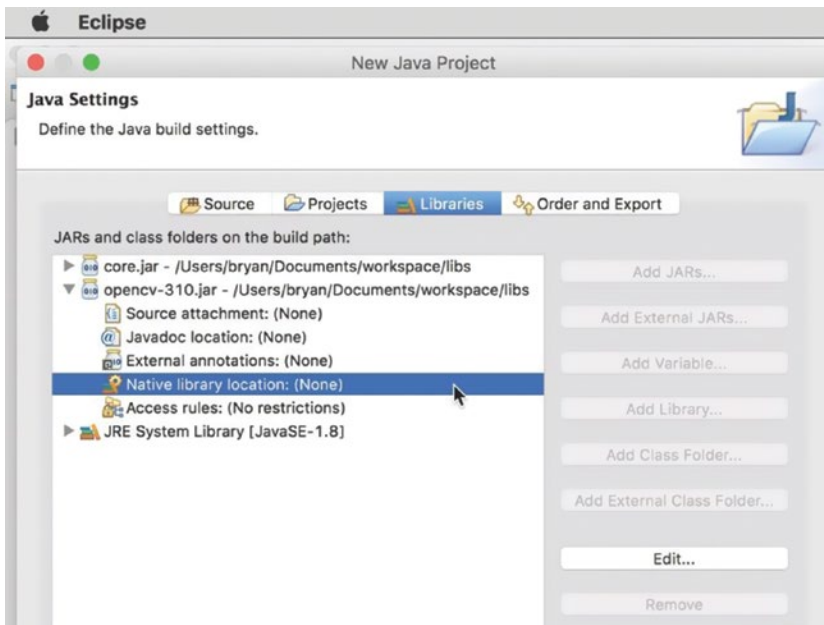 Eclipse
New Java Project
Java Settings
Define the Java build settings.
Source Projects Libraries Order and Export
JARs and class folders on the build path:
core.jar - /Users/bryan/Documents/workspace/libs
opencv-310.jar - /Users/bryan/Documents/workspace/libs
Source attachment: (None)
Javadoc location: (None)
External annotations: (None)
Native library location: (None)
Access rules: (No restrictions)
JRE System Library [JavaSE-1.8]
Add JARs...
Add External JARs...
Add Variable...
Add Library...
Add Class Folder...
Add External Class Folder...
Edit...
Remove